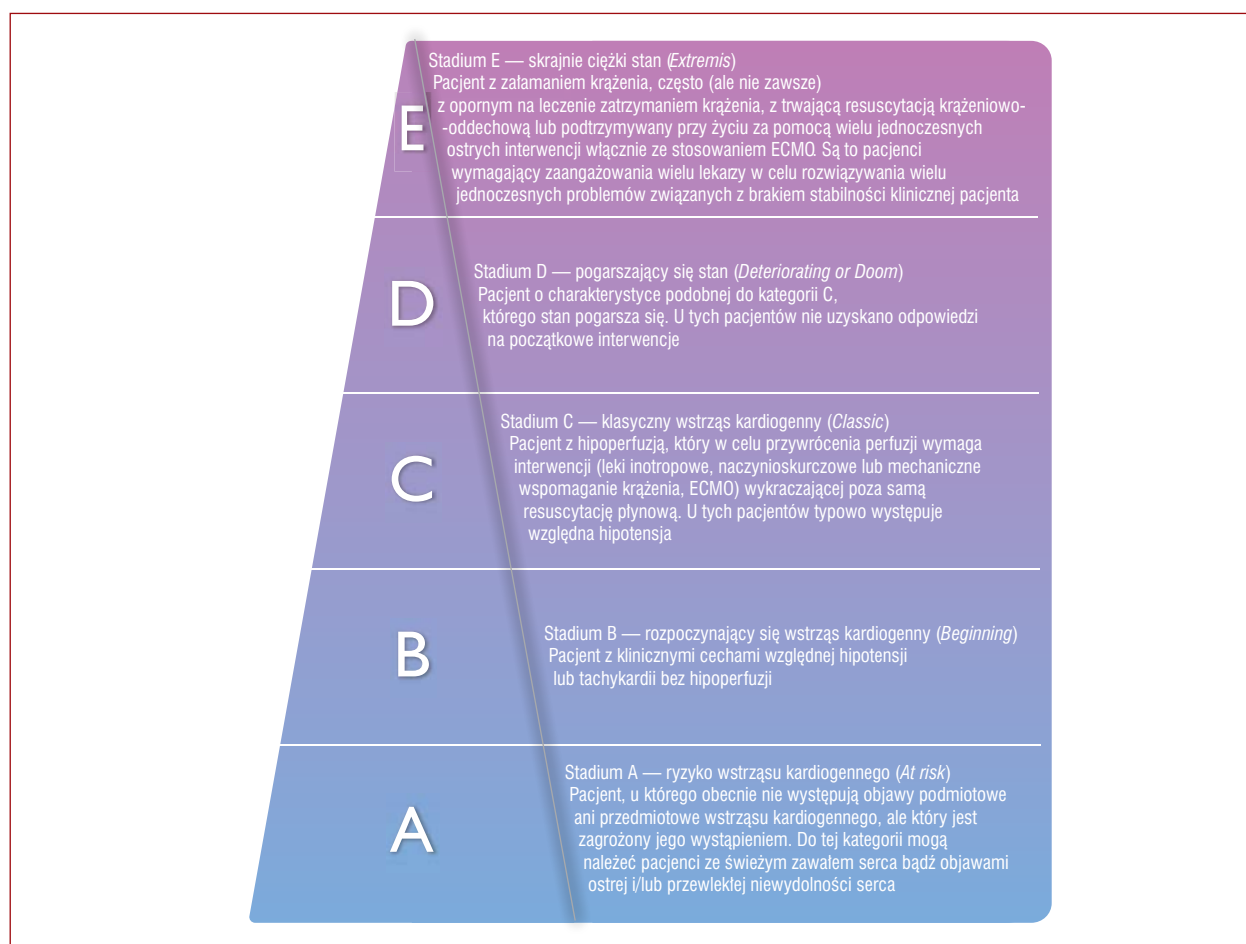 Stadium E — skrajnie ciężki stan (Extremis)
Pacjent z załamaniem krążenia, często (ale nie zawsze)
z opornym na leczenie zatrzymaniem krążenia, z trwającą resuscytacją krążeniowo-
-oddechową lub podtrzymywany przy życiu za pomocą wielu jednoczesnych
ostrych interwencji włącznie ze stosowaniem ECMO. Są to pacjenci
wymagający zaangażowania wielu lekarzy w celu rozwiązywania wielu
jednoczesnych problemów związanych z brakiem stabilności klinicznej pacjenta
E
Stadium D — pogarszający się stan (Deteriorating or Doom)
Pacjent o charakterystyce podobnej do kategorii C,
którego stan pogarsza się. U tych pacjentów nie uzyskano odpowiedzi
na początkowe interwencje
D
Stadium C — klasyczny wstrząs kardiogenny (Classic)
Pacjent z hipoperfuzją, który w celu przywrócenia perfuzji wymaga
interwencji (leki inotropowe, naczynioskurczowe lub mechaniczne
wspomaganie krążenia, ECMO) wykraczającej poza samą
resuscytację płynową. U tych pacjentów typowo występuje
względna hipotensja
C
Stadium B — rozpoczynający się wstrząs kardiogenny (Beginning)
Pacjent z klinicznymi cechami względnej hipotensji
lub tachykardii bez hipoperfuzji
B
Stadium A — ryzyko wstrząsu kardiogennego (At risk)
Pacjent, u którego obecnie nie występują objawy podmiotowe
ani przedmiotowe wstrząsu kardiogennego, ale który jest
zagrożony jego wystąpieniem. Do tej kategorii mogą
należeć pacjenci ze świeżym zawałem serca bądź objawami
ostrej i/lub przewlekłej niewydolności serca
A